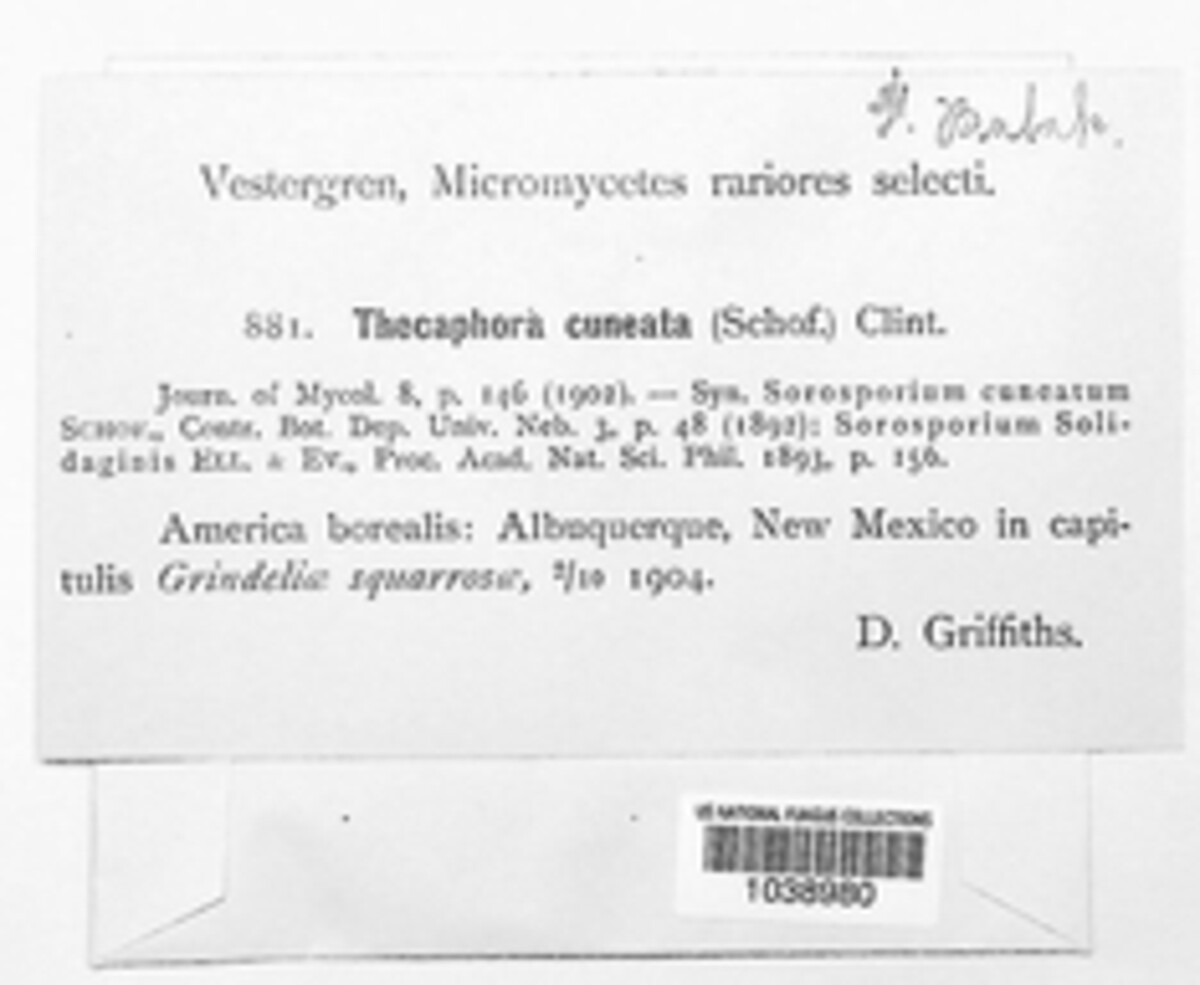 Vestergren, Micromycetes rariores selecti.
881. Thecaphora cuneata (Schof.) Clint.
Journ. of Mycol. 8, p. 146 (1902). — Syn. Sorosporium cuneatum
SCHOF., Contr. Bot. Dep. Univ. Neb. 3, p. 48 (1892); Sorosporium Soli-
daginis ELL. & EV., Proc. Acad. Nat. Sci. Phil. 1893, p. 156.
America borealis: Albuquerque, New Mexico in capi-
tulis Grindeliæ squarrosæ, ⁸/10 1904.
D. Griffiths.
US NATIONAL FUNGUS COLLECTIONS
1038980